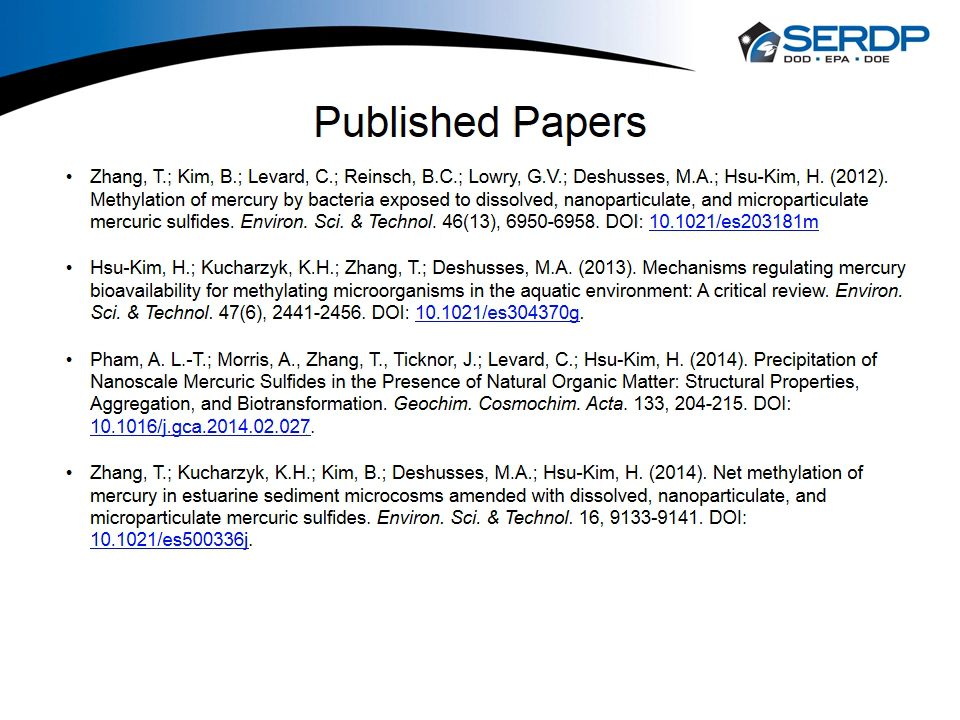 SERDP
DOD • EPA • DOE
Published Papers
• Zhang, T.; Kim, B.; Levard, C.; Reinsch, B.C.; Lowry, G.V.; Deshusses, M.A.; Hsu-Kim, H. (2012).
Methylation of mercury by bacteria exposed to dissolved, nanoparticulate, and microparticulate
mercuric sulfides. Environ. Sci. & Technol. 46(13), 6950-6958. DOI: 10.1021/es203181m
• Hsu-Kim, H.; Kucharzyk, K.H.; Zhang, T.; Deshusses, M.A. (2013). Mechanisms regulating mercury
bioavailability for methylating microorganisms in the aquatic environment: A critical review. Environ.
Sci. & Technol. 47(6), 2441-2456. DOI: 10.1021/es304370g.
• Pham, A. L.-T.; Morris, A., Zhang, T., Ticknor, J.; Levard, C.; Hsu-Kim, H. (2014). Precipitation of
Nanoscale Mercuric Sulfides in the Presence of Natural Organic Matter: Structural Properties,
Aggregation, and Biotransformation. Geochim. Cosmochim. Acta. 133, 204-215. DOI:
10.1016/j.gca.2014.02.027.
• Zhang, T.; Kucharzyk, K.H.; Kim, B.; Deshusses, M.A.; Hsu-Kim, H. (2014). Net methylation of
mercury in estuarine sediment microcosms amended with dissolved, nanoparticulate, and
microparticulate mercuric sulfides. Environ. Sci. & Technol. 16, 9133-9141. DOI:
10.1021/es500336j.